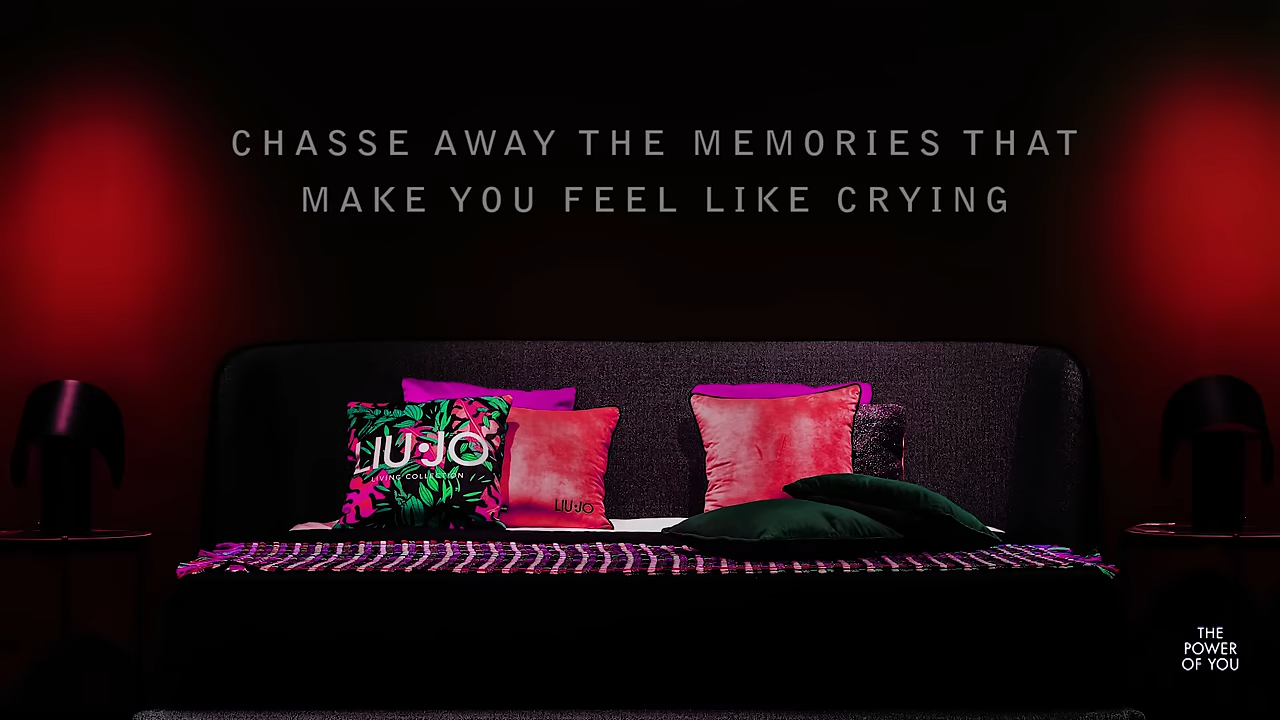 CHASSE AWAY THE MEMORIES THAT
MAKE YOU FEEL LIKE CRYING
LIU·JO
LIVING COLLECTION
LIU·JO
THE
POWER
OF YOU